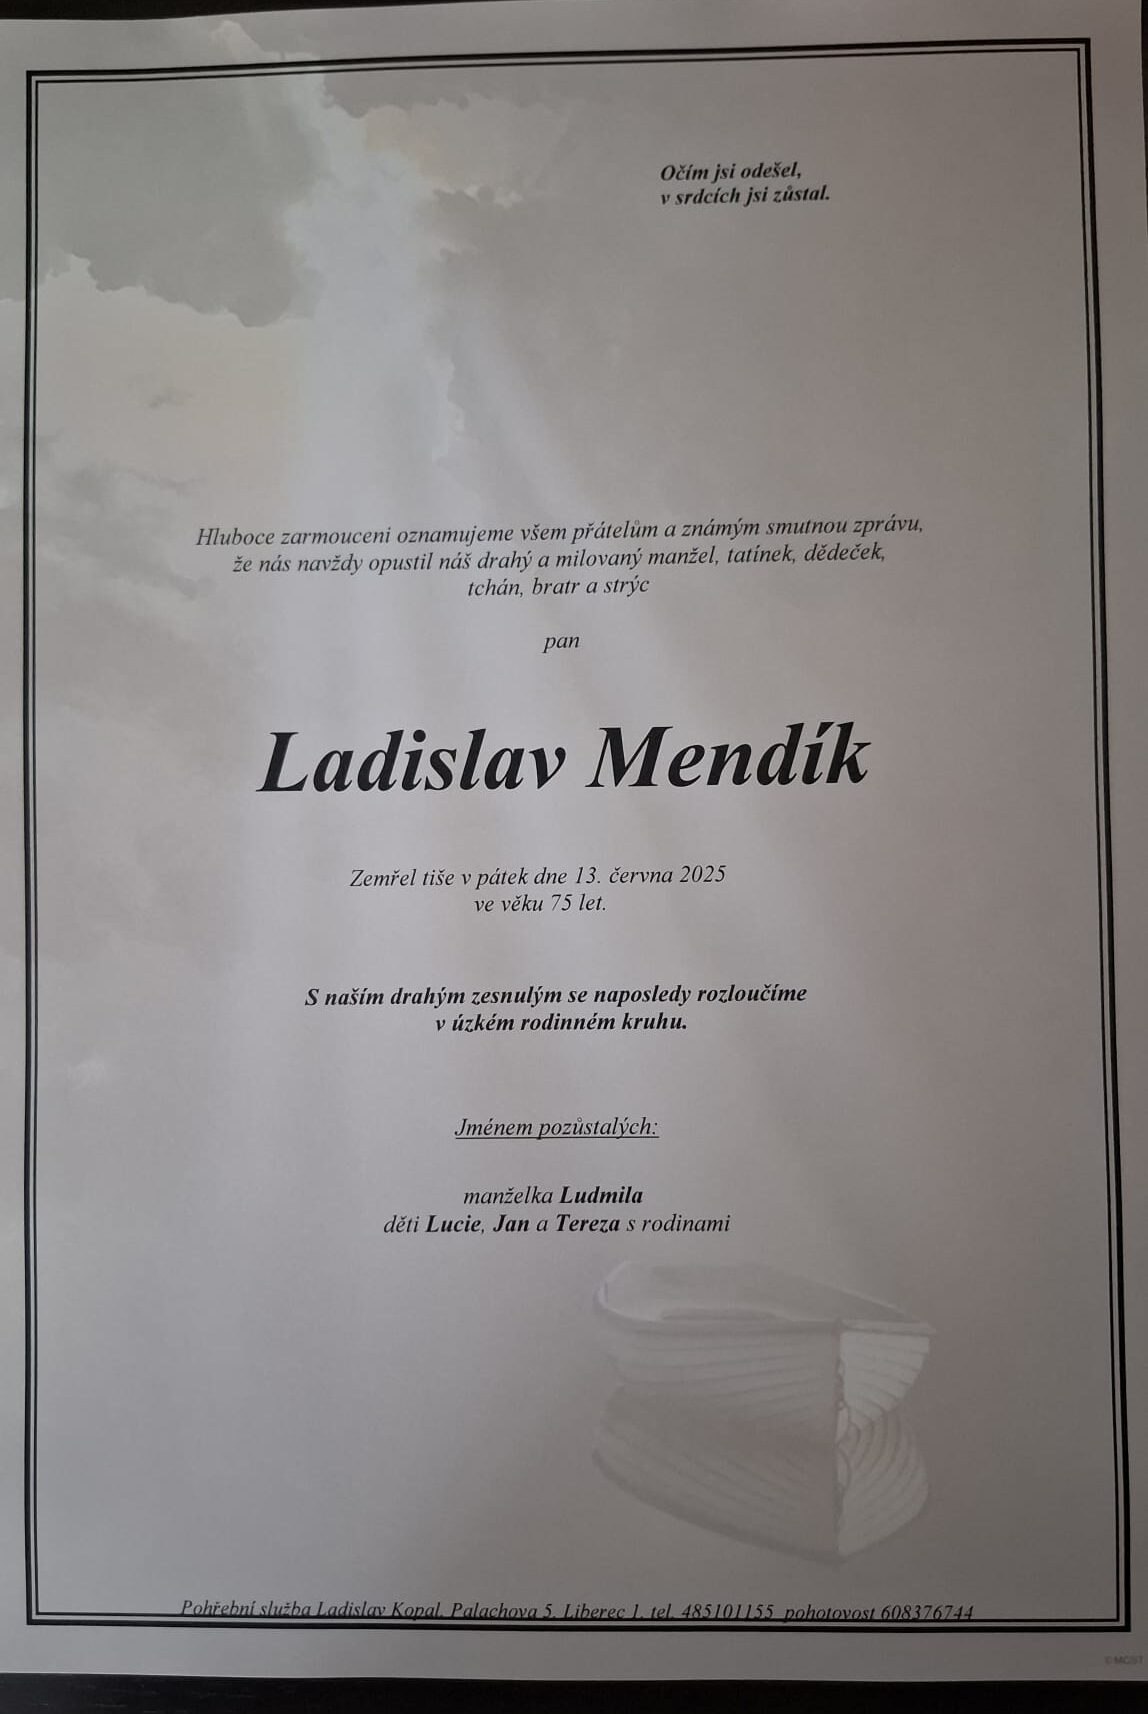 Očím jsi odešel,
v srdcích jsi zůstal.
Hluboce zarmouceni oznamujeme všem přátelům a známým smutnou zprávu,
že nás navždy opustil náš drahý a milovaný manžel, tatínek, dědeček,
tchán, bratr a strýc
pan
Ladislav Mendík
Zemřel tiše v pátek dne 13. června 2025
ve věku 75 let.
S naším drahým zesnulým se naposledy rozloučíme
v úzkém rodinném kruhu.
Jménem pozůstalých:
manželka Ludmila
děti Lucie, Jan a Tereza s rodinami
Pohřební služba Ladislav Kopal, Palachova 5, Liberec 1, tel. 485101155 pohotovost 608376744